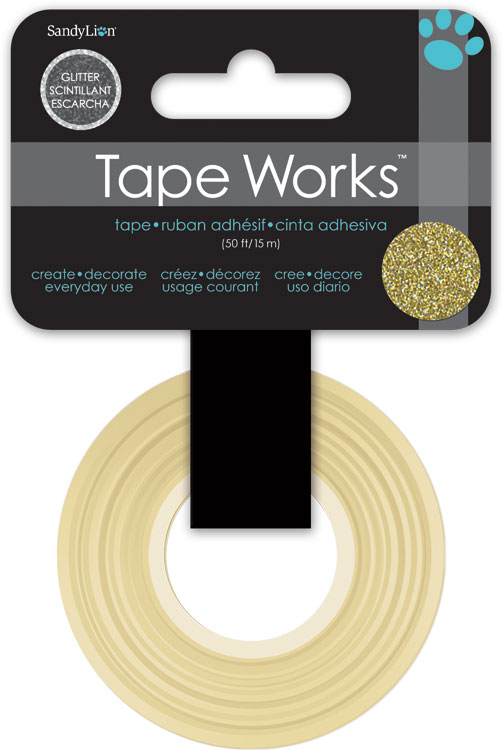 SandyLion
GLITTER
SCINTILLANT
ESCARCHA
Tape Works™
tape•ruban adhésif•cinta adhesiva
(50 ft/15 m)
create•decorate
everyday use
créez•décorez
usage courant
cree•decore
uso diario